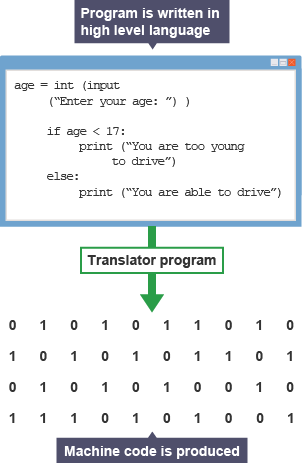 Program is written in
high level language
age = int (input
(“Enter your age: ”) )
if age < 17:
print (“You are too young
to drive”)
else:
print (“You are able to drive”)
Translator program
0 1 0 1 0 1 1 0 1 0
1 0 1 0 1 0 1 1 0 1
0 1 0 1 0 1 0 0 1 0
1 1 1 0 1 0 1 0 0 1
Machine code is produced